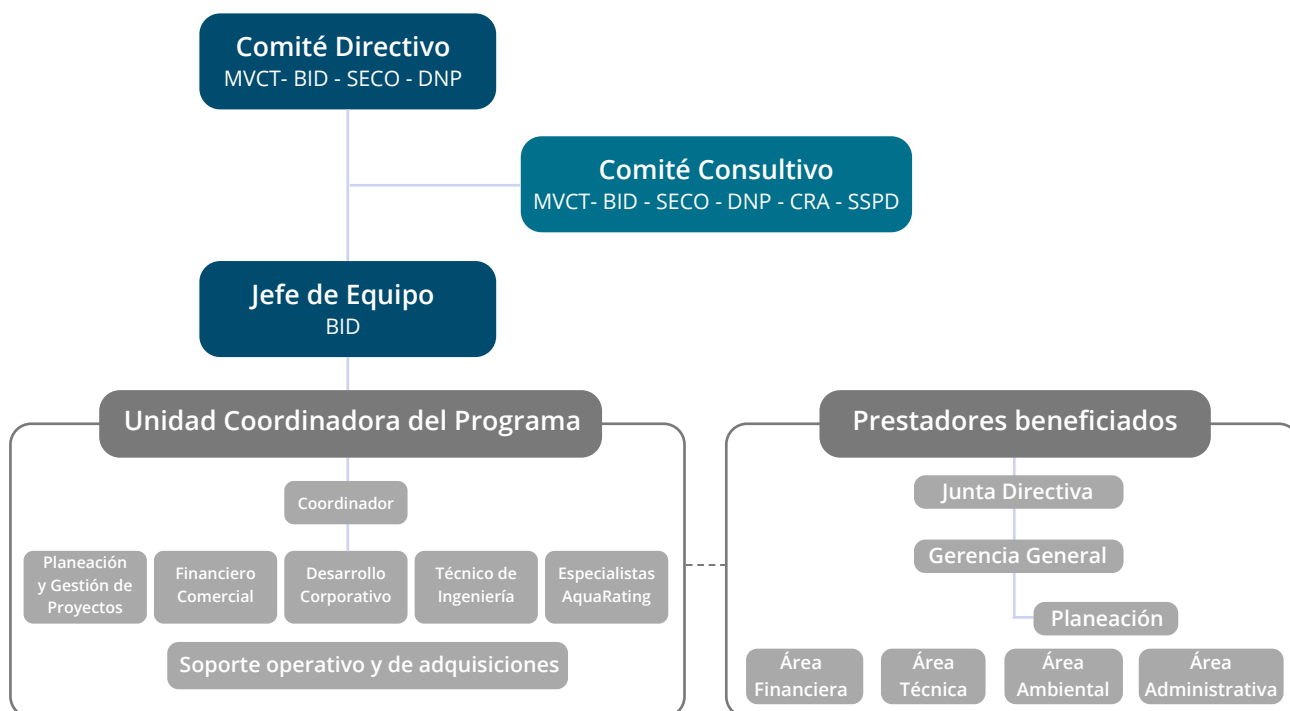 Comité Directivo
MVCT- BID - SECO - DNP
Comité Consultivo
MVCT- BID - SECO - DNP - CRA - SSPD
Jefe de Equipo
BID
Unidad Coordinadora del Programa
Coordinador
Planeación
y Gestión de
Proyectos
Financiero
Comercial
Desarrollo
Corporativo
Técnico de
Ingeniería
Especialistas
AquaRating
Soporte operativo y de adquisiciones
Prestadores beneficiados
Junta Directiva
Gerencia General
Planeación
Área
Financiera
Área
Técnica
Área
Ambiental
Área
Administrativa